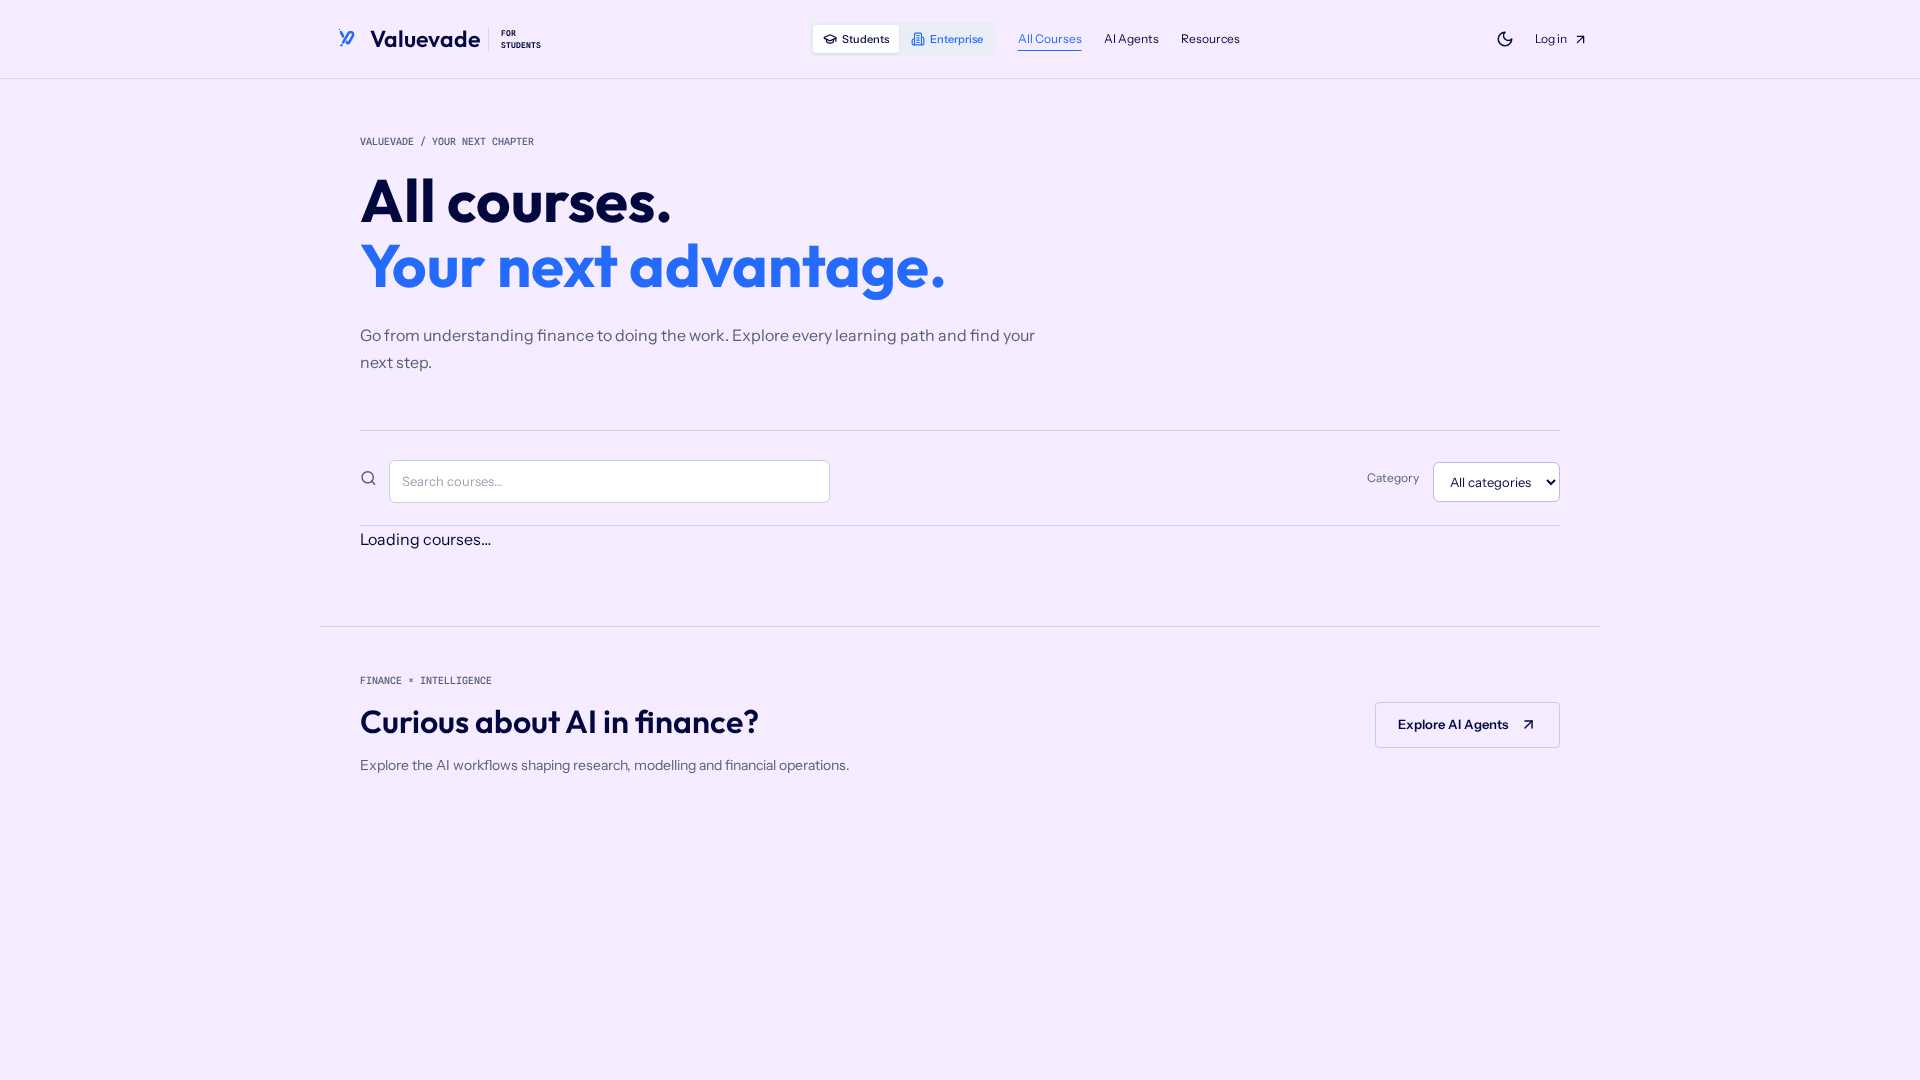 Valuevade
FOR
STUDENTS
Students
Enterprise
All Courses
AI Agents
Resources
Log in
VALUEVADE / YOUR NEXT CHAPTER
All courses.
Your next advantage.
Go from understanding finance to doing the work. Explore every learning path and find your
next step.
Search courses...
Category
All categories
Loading courses...
FINANCE × INTELLIGENCE
Curious about AI in finance?
Explore AI Agents
Explore the AI workflows shaping research, modelling and financial operations.